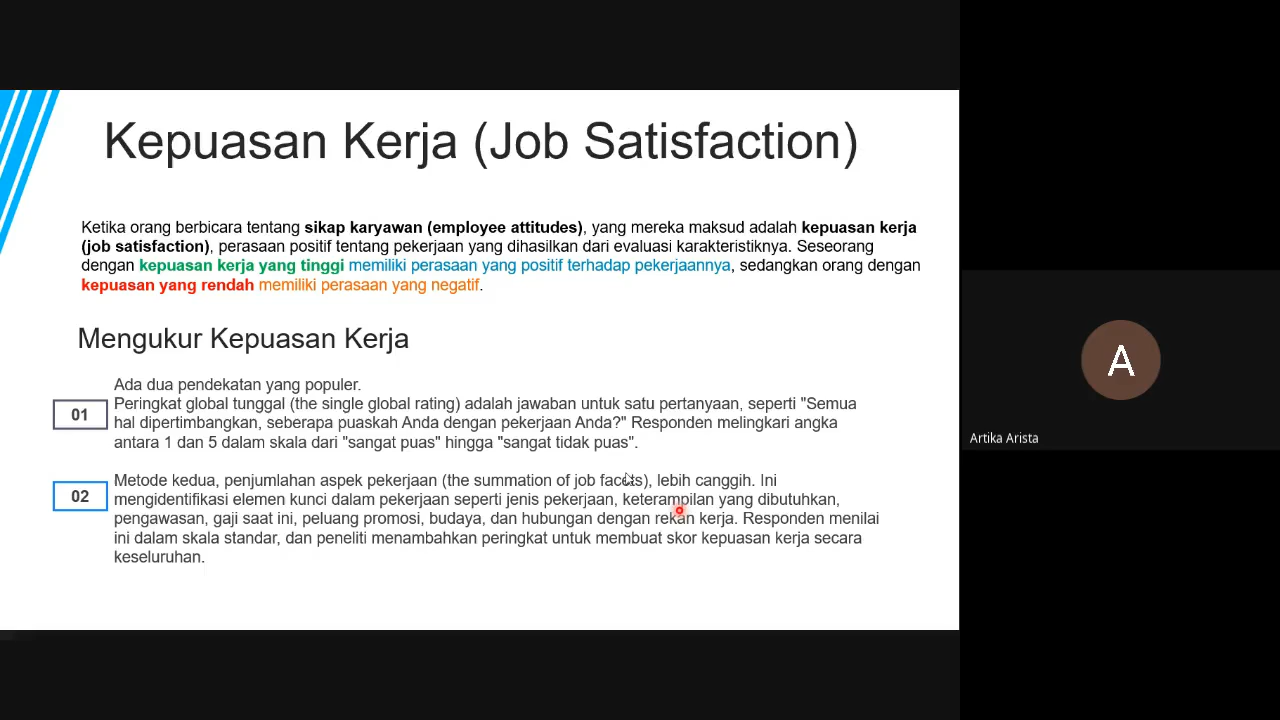 Kepuasan Kerja (Job Satisfaction)
Ketika orang berbicara tentang sikap karyawan (employee attitudes), yang mereka maksud adalah kepuasan kerja
(job satisfaction), perasaan positif tentang pekerjaan yang dihasilkan dari evaluasi karakteristiknya. Seseorang
dengan kepuasan kerja yang tinggi memiliki perasaan yang positif terhadap pekerjaannya, sedangkan orang dengan
kepuasan yang rendah memiliki perasaan yang negatif.
Mengukur Kepuasan Kerja
Ada dua pendekatan yang populer.
01
Peringkat global tunggal (the single global rating) adalah jawaban untuk satu pertanyaan, seperti "Semua
hal dipertimbangkan, seberapa puaskah Anda dengan pekerjaan Anda?" Responden melingkari angka
antara 1 dan 5 dalam skala dari "sangat puas" hingga "sangat tidak puas".
02
Metode kedua, penjumlahan aspek pekerjaan (the summation of job facets), lebih canggih. Ini
mengidentifikasi elemen kunci dalam pekerjaan seperti jenis pekerjaan, keterampilan yang dibutuhkan,
pengawasan, gaji saat ini, peluang promosi, budaya, dan hubungan dengan rekan kerja. Responden menilai
ini dalam skala standar, dan peneliti menambahkan peringkat untuk membuat skor kepuasan kerja secara
keseluruhan.
A
Artika Arista